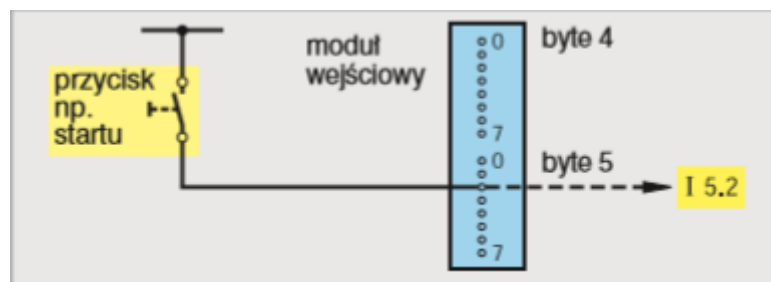 przycisk
np.
startu
moduł
wejściowy
0
7
0
7
byte 4
byte 5
I 5.2